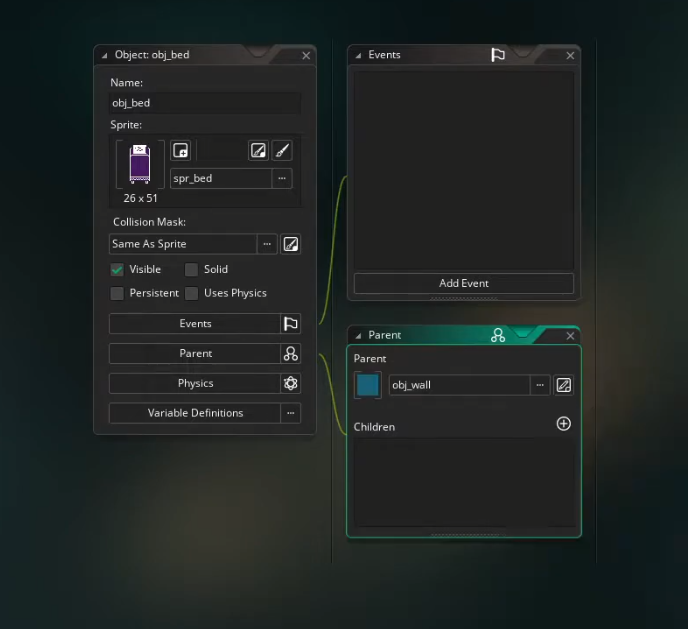 Object: obj_bed
Name:
obj_bed
Sprite:
spr_bed
...
26 x 51
Collision Mask:
Same As Sprite
...
Visible
Solid
Persistent
Uses Physics
Events
Parent
Physics
Variable Definitions
...
Events
Add Event
Parent
Parent
obj_wall
...
Children